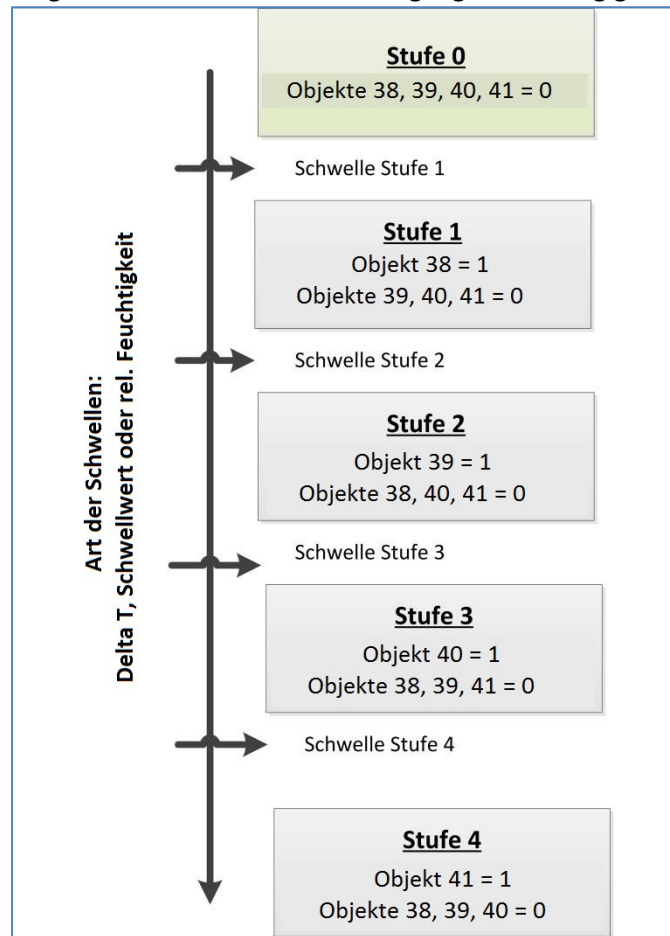 Stufe 0
Objekte 38, 39, 40, 41 = 0
Schwelle Stufe 1
Stufe 1
Objekt 38 = 1
Objekte 39, 40, 41 = 0
Schwelle Stufe 2
Stufe 2
Objekt 39 = 1
Objekte 38, 40, 41 = 0
Schwelle Stufe 3
Stufe 3
Objekt 40 = 1
Objekte 38, 39, 41 = 0
Schwelle Stufe 4
Stufe 4
Objekt 41 = 1
Objekte 38, 39, 40 = 0
Art der Schwellen:
Delta T, Schwellwert oder rel. Feuchtigkeit